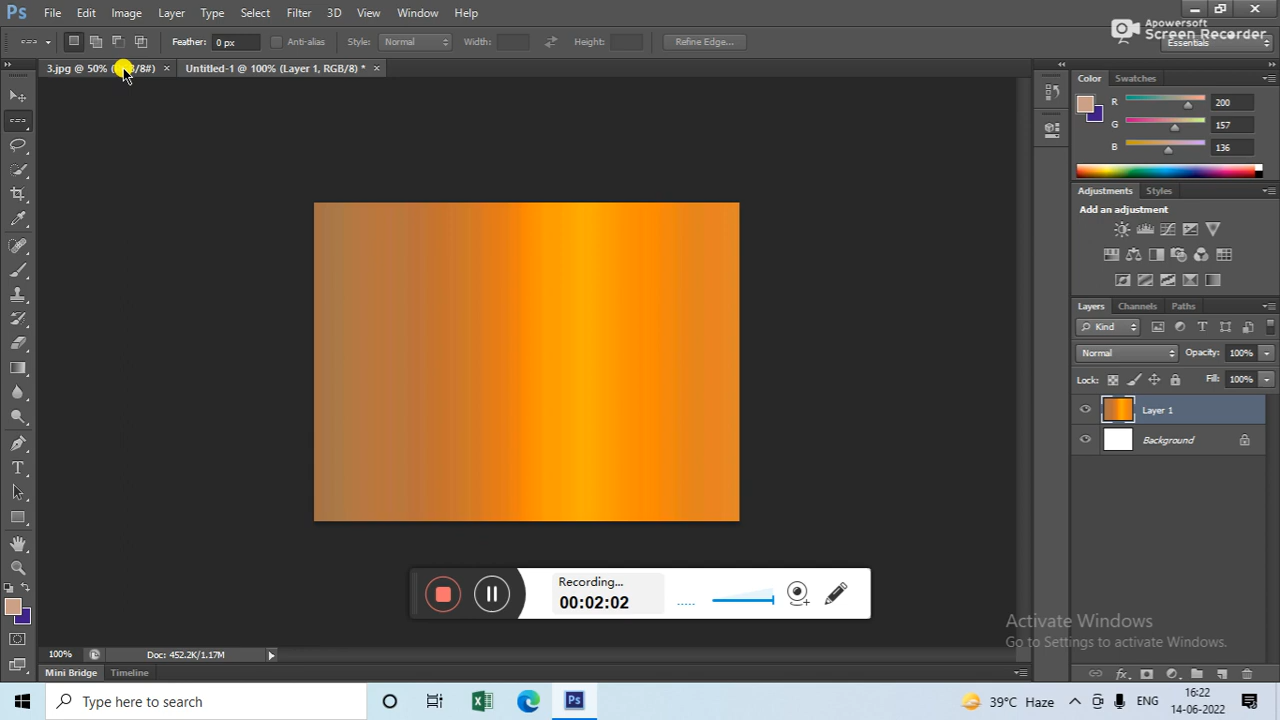 Ps File Edit Image Layer Type Select Filter 3D View Window Help
Apowersoft
Screen Recorder
Feather: 0 px Anti-alias Style: Normal Width: Height: Refine Edge... Essentials
3.jpg @ 50% ( /8#) × Untitled-1 @ 100% (Layer 1, RGB/8) * ×
Color Swatches
R 200
G 157
B 136
Adjustments Styles
Add an adjustment
Layers Channels Paths
Kind
Normal Opacity: 100%
Lock: Fill: 100%
Layer 1
Background
Recording...
00:02:02
Activate Windows
Go to Settings to activate Windows.
100% Doc: 452.2K/1.17M
Mini Bridge Timeline
Type here to search
39°C Haze ENG
16:22
14-06-2022